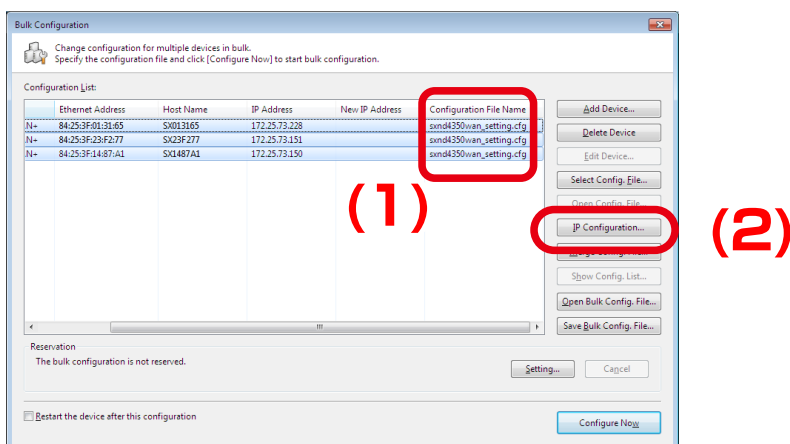 Bulk Configuration
Change configuration for multiple devices in bulk.
Specify the configuration file and click [Configure Now] to start bulk configuration.
Configuration List:
Ethernet Address Host Name IP Address New IP Address Configuration File Name
.N+ 84:25:3F:01:31:65 SX013165 172.25.73.228 sxnd4350wan_setting.cfg
.N+ 84:25:3F:23:F2:77 SX23F277 172.25.73.151 sxnd4350wan_setting.cfg
.N+ 84:25:3F:14:87:A1 SX1487A1 172.25.73.150 sxnd4350wan_setting.cfg
Add Device...
Delete Device
Edit Device...
Select Config. File...
Open Config. File...
IP Configuration...
Merge Config. File...
Show Config. List...
Open Bulk Config. File...
Save Bulk Config. File...
(1)
(2)
Reservation
The bulk configuration is not reserved.
Setting... Cancel
Restart the device after this configuration
Configure Now